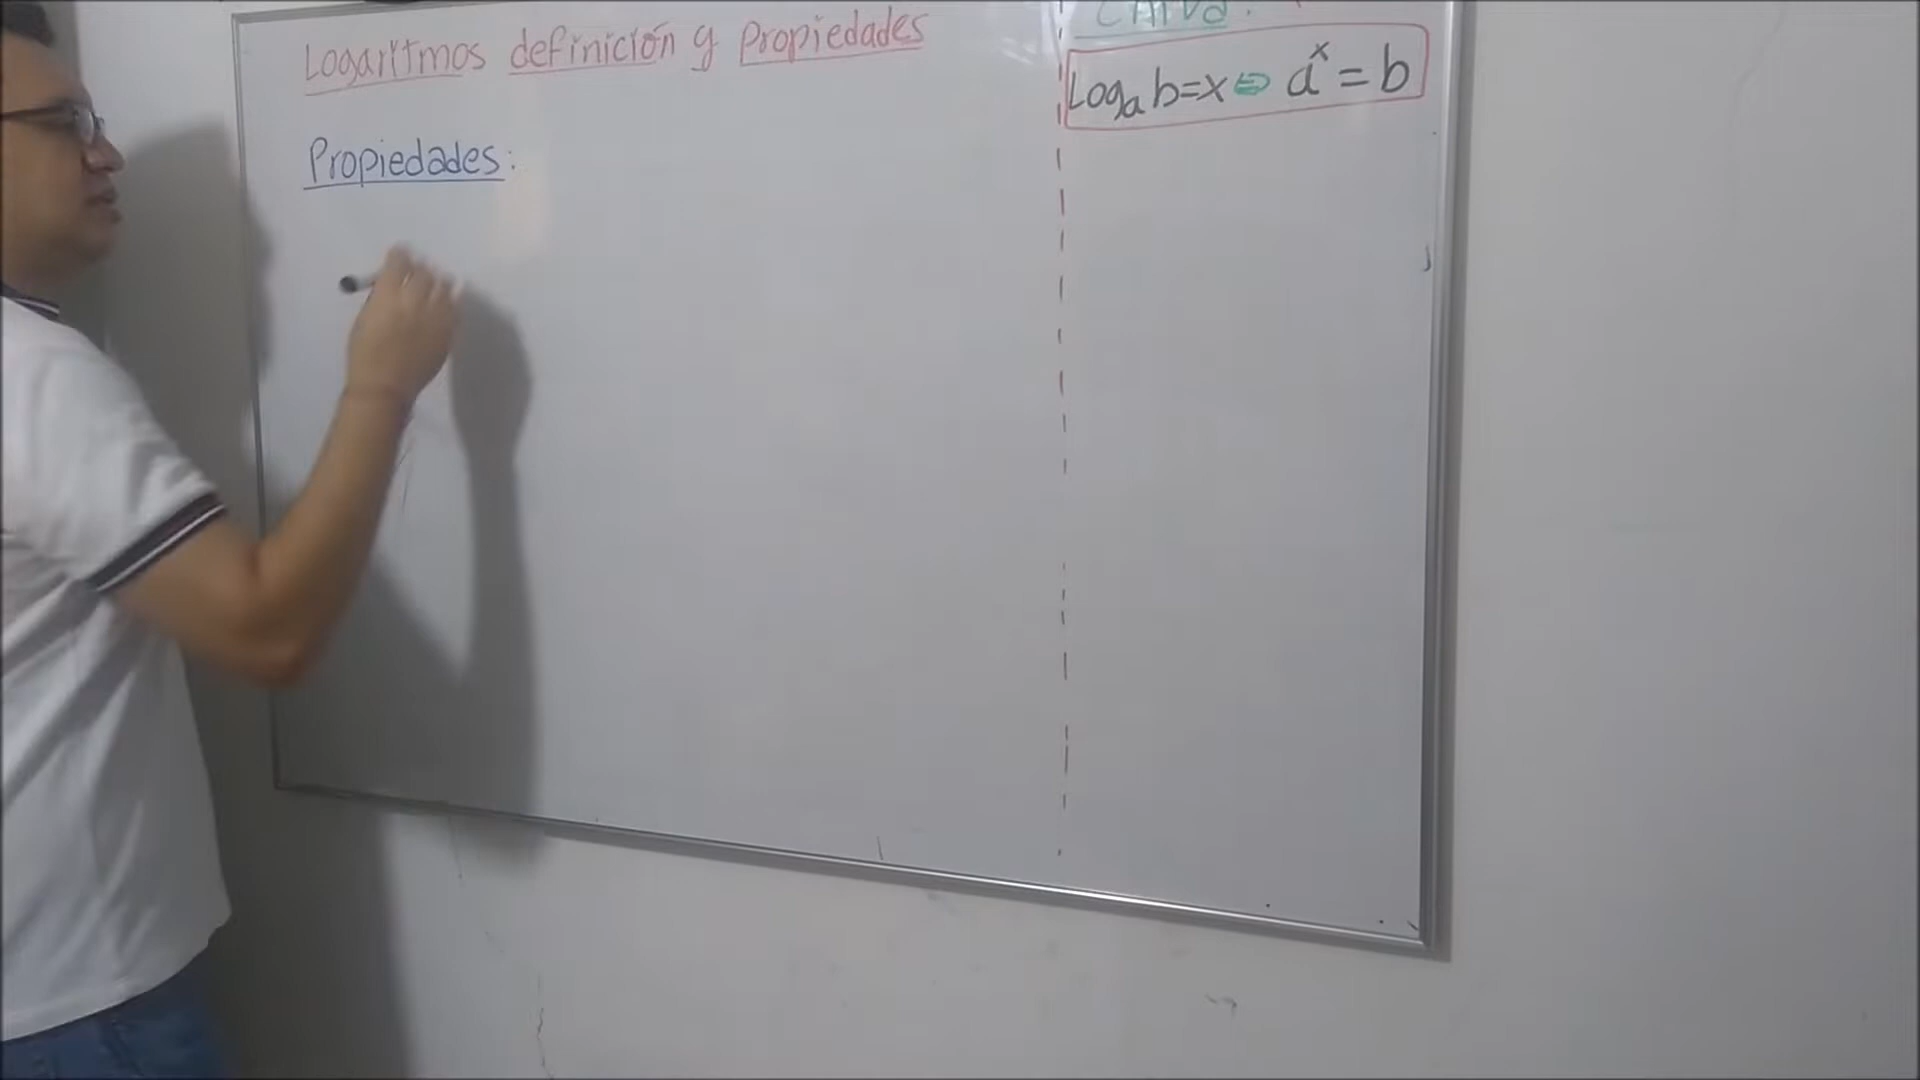 Logaritmos definición y Propiedades
Propiedades:
Log_a b=x ⇔ a^x = b